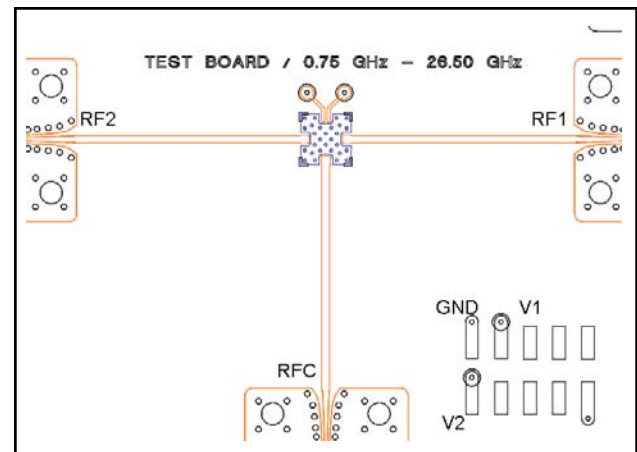 TEST BOARD / 0.75 GHz – 26.50 GHz
RF2
RF1
GND V1
RFC
V2